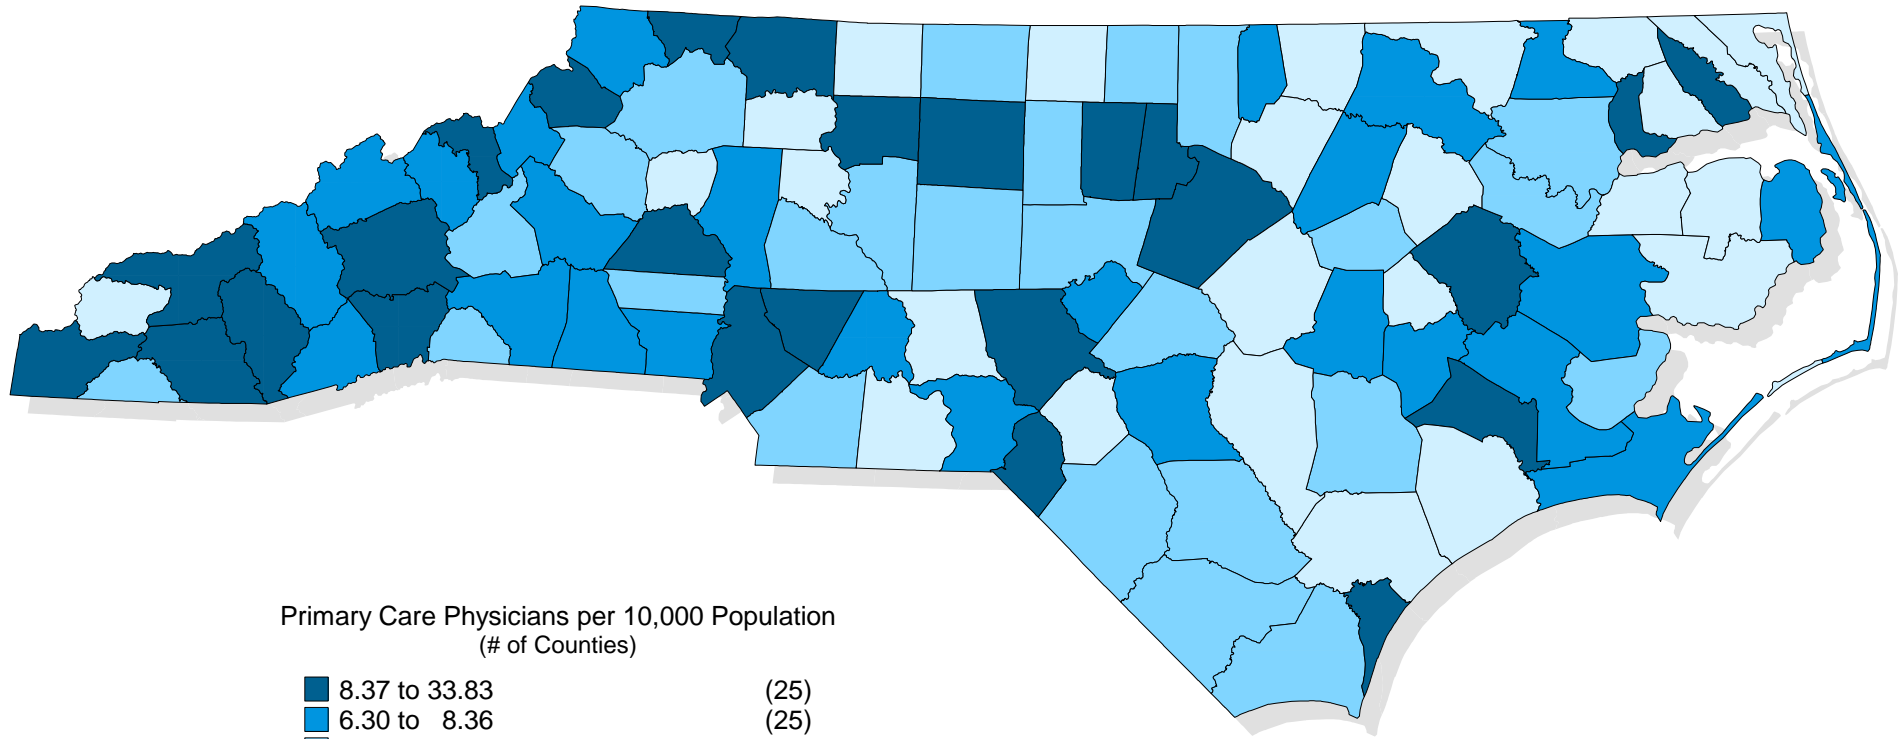 Primary Care Physicians per 10,000 Population
(# of Counties)
8.37 to 33.83 (25)
6.30 to 8.36 (25)